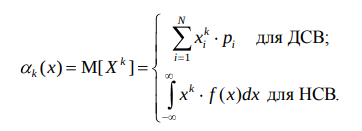 α_k(x) = M[X^k] = { ∑_{i=1}^{N} x_i^k · p_i для ДСВ;
∫_{-∞}^{∞} x^k · f(x)dx для НСВ.